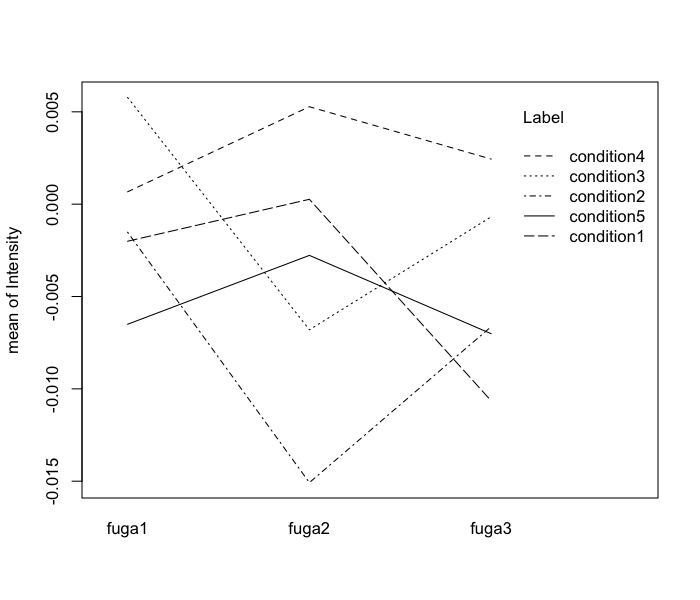 mean of Intensity
0.005
0.000
-0.005
-0.010
-0.015
fuga1
fuga2
fuga3
Label
condition4
condition3
condition2
condition5
condition1